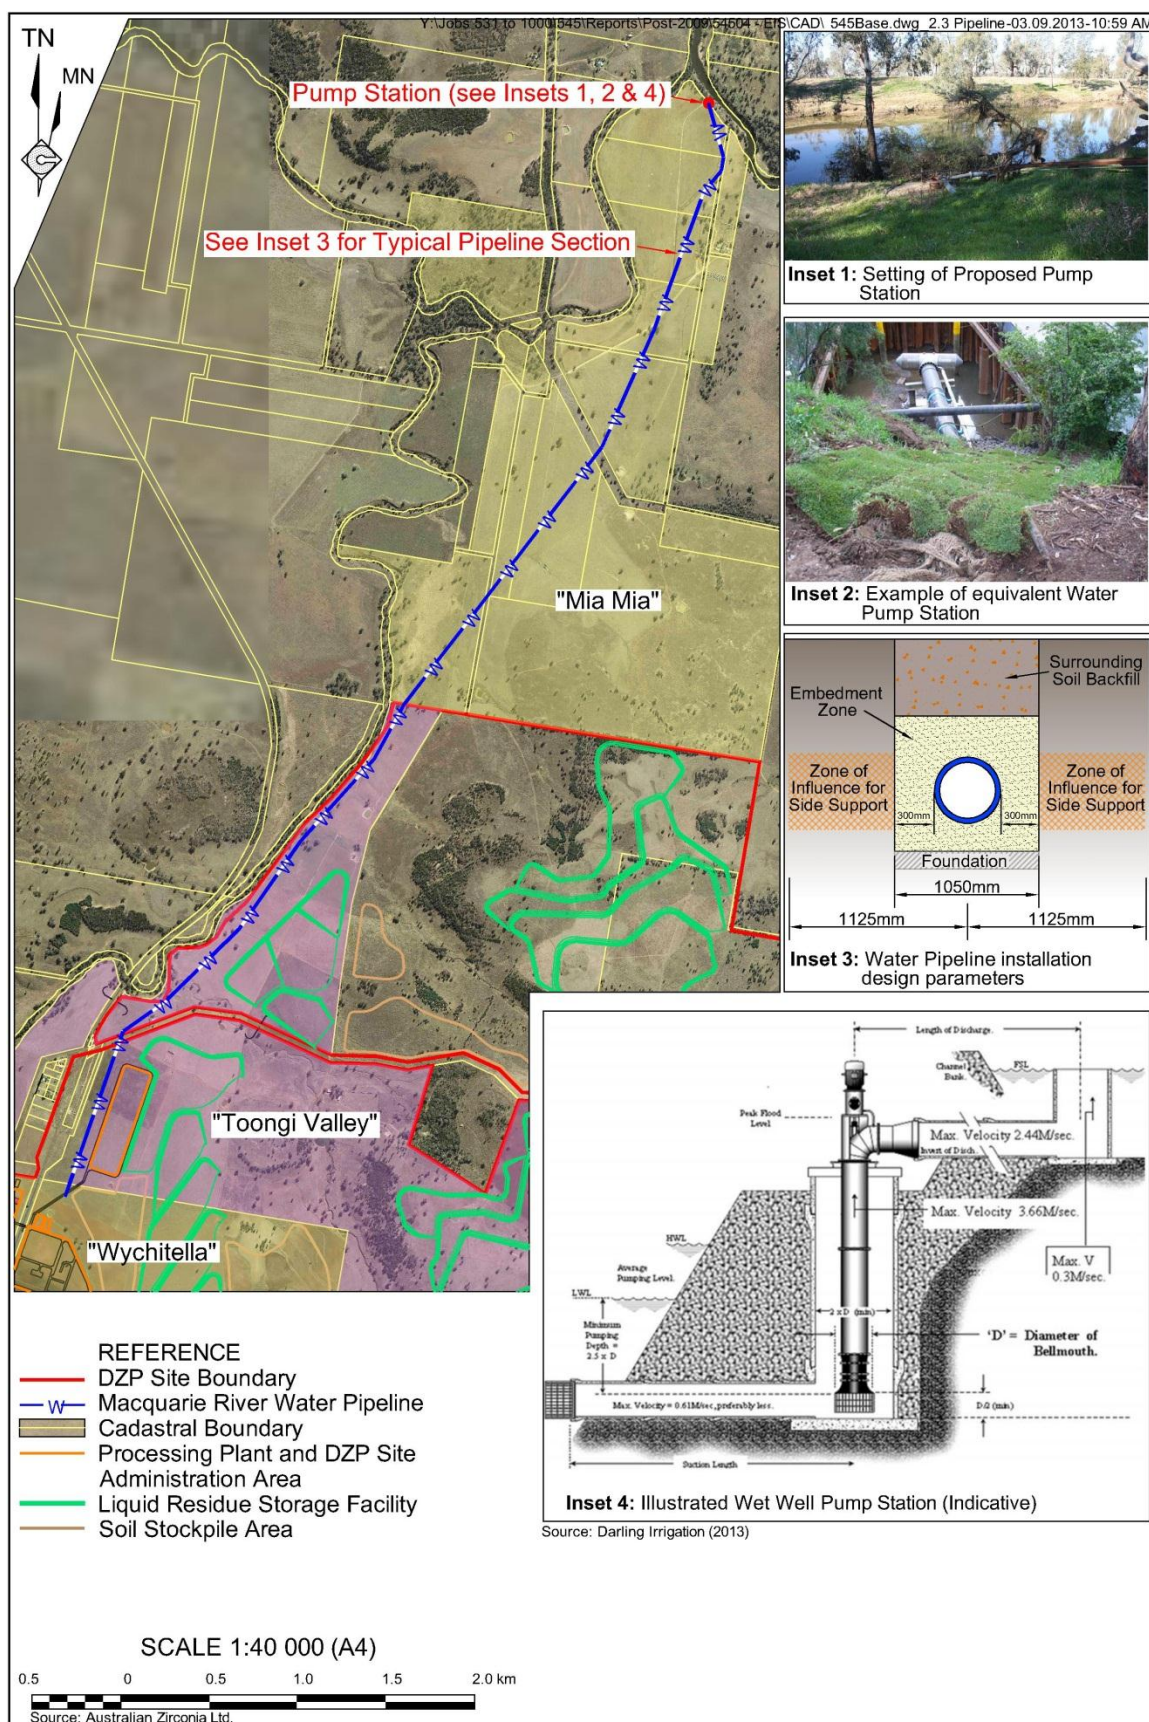 Y:\Jobs 531 to 1000\545\Reports\Post-2009\54504 - EIS\CAD\ 545Base.dwg_2.3 Pipeline-03.09.2013-10:59 AM
TN
MN
Pump Station (see Insets 1, 2 & 4)
W
See Inset 3 for Typical Pipeline Section
W
W
W
W
W
W
W
W
W
"Mia Mia"
W
W
W
W
W
W
W
W
W
W
"Toongi Valley"
W
"Wychitella"
Inset 1: Setting of Proposed Pump
Station
Inset 2: Example of equivalent Water
Pump Station
Surrounding
Soil Backfill
Embedment
Zone
Zone of
Influence for
Side Support
Zone of
Influence for
Side Support
300mm
300mm
Foundation
1050mm
1125mm
1125mm
Inset 3: Water Pipeline installation
design parameters
Length of Discharge.
Channel
Bank.
FSL
Peak Flood
Level
Max. Velocity 2.44M/sec.
Invert of Disch.
Max. Velocity 3.66M/sec.
HWL
Average
Pumping Level.
Max. V
0.3M/sec.
LWL
2 x D (min)
Minimum
Pumping
Depth =
2.5 x D
'D' = Diameter of
Bellmouth.
Max. Velocity = 0.61M/sec, preferably less.
D/2 (min)
Suction Length
Inset 4: Illustrated Wet Well Pump Station (Indicative)
Source: Darling Irrigation (2013)
REFERENCE
DZP Site Boundary
W
Macquarie River Water Pipeline
Cadastral Boundary
Processing Plant and DZP Site
Administration Area
Liquid Residue Storage Facility
Soil Stockpile Area
SCALE 1:40 000 (A4)
0.5 0 0.5 1.0 1.5 2.0 km
Source: Australian Zirconia Ltd.